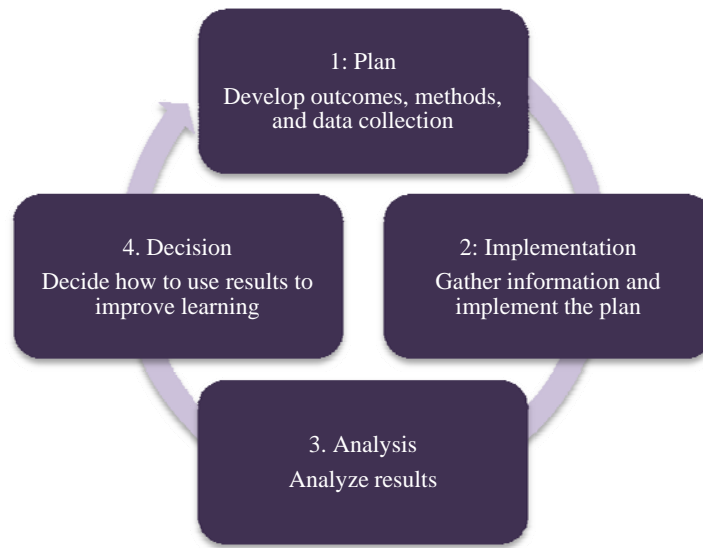 1: Plan
Develop outcomes, methods,
and data collection
2: Implementation
Gather information and
implement the plan
3. Analysis
Analyze results
4. Decision
Decide how to use results to
improve learning